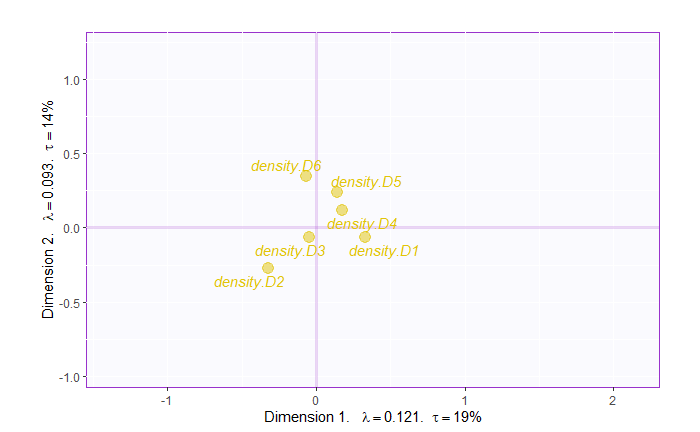 1.0
0.5
0.0
-0.5
-1.0
Dimension 2. λ = 0.093. τ = 14%
density.D6
density.D5
density.D4
density.D3
density.D1
density.D2
-1
0
1
2
Dimension 1. λ = 0.121. τ = 19%